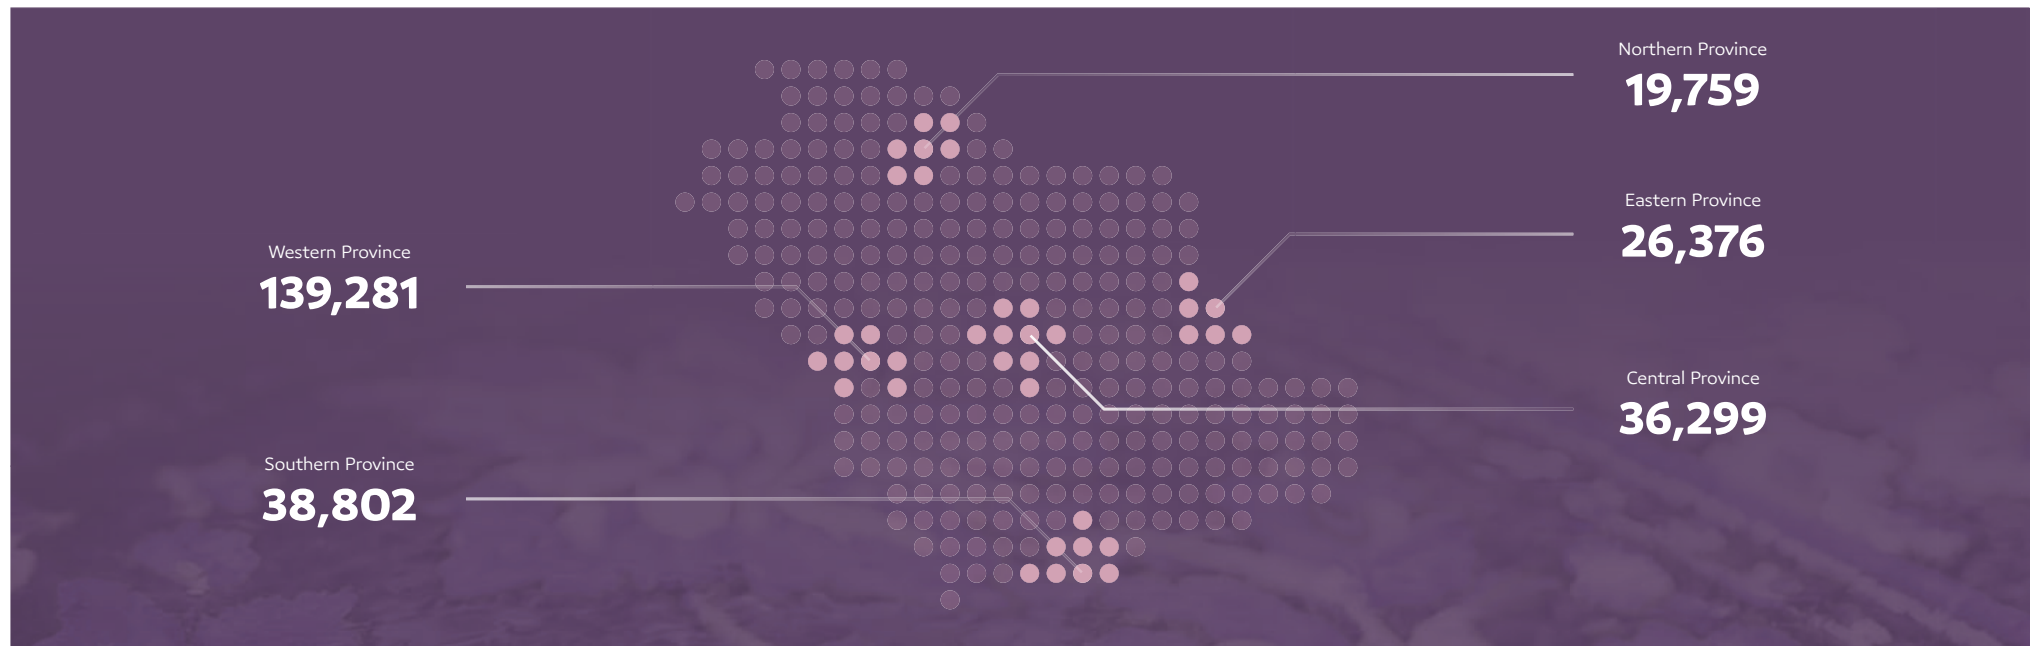 Northern Province
19,759
Eastern Province
26,376
Western Province
139,281
Central Province
36,299
Southern Province
38,802